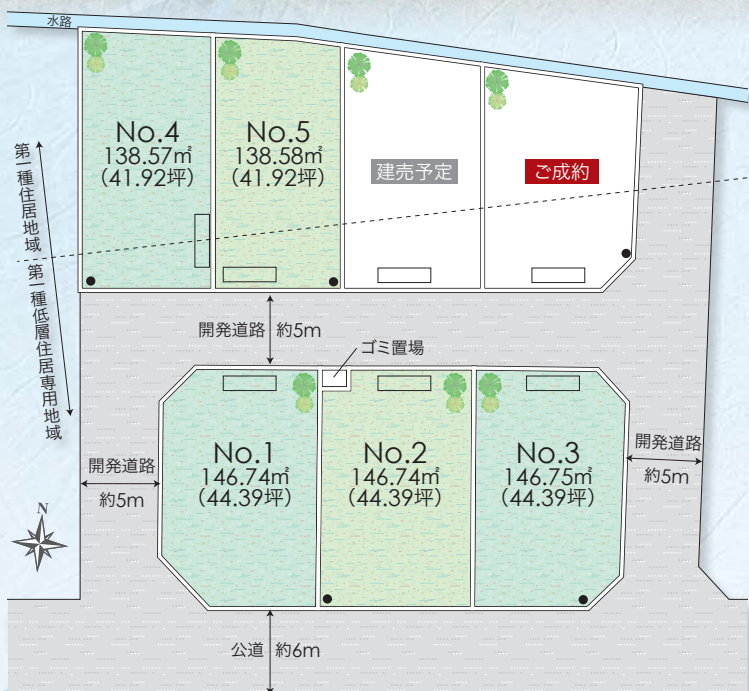 水路
No.4
138.57㎡
(41.92坪)
No.5
138.58㎡
(41.92坪)
建売予定
ご成約
第一種住居地域
第一種低層住居専用地域
開発道路 約5m
ゴミ置場
No.1
146.74㎡
(44.39坪)
No.2
146.74㎡
(44.39坪)
No.3
146.75㎡
(44.39坪)
開発道路
約5m
開発道路
約5m
N
公道 約6m